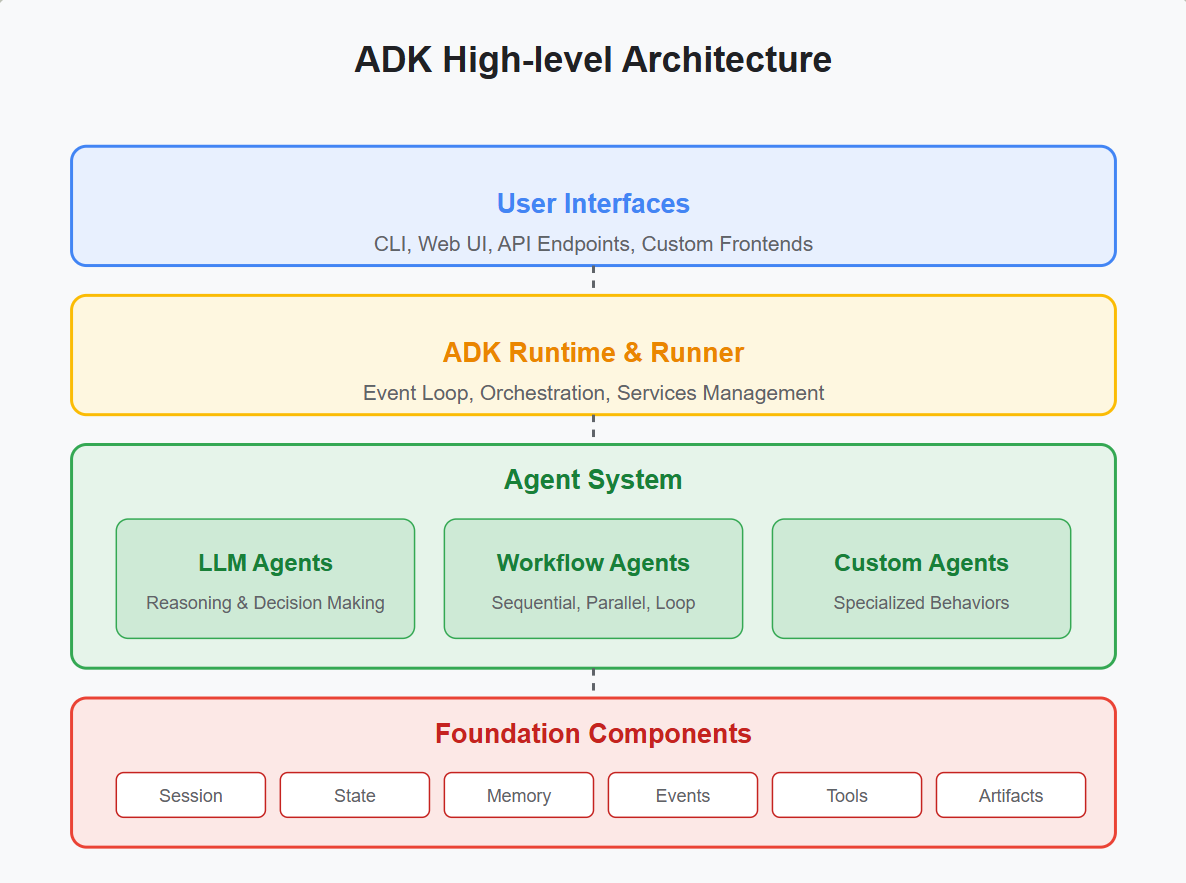 ADK High-level Architecture
User Interfaces
CLI, Web UI, API Endpoints, Custom Frontends
ADK Runtime & Runner
Event Loop, Orchestration, Services Management
Agent System
LLM Agents
Reasoning & Decision Making
Workflow Agents
Sequential, Parallel, Loop
Custom Agents
Specialized Behaviors
Foundation Components
Session
State
Memory
Events
Tools
Artifacts